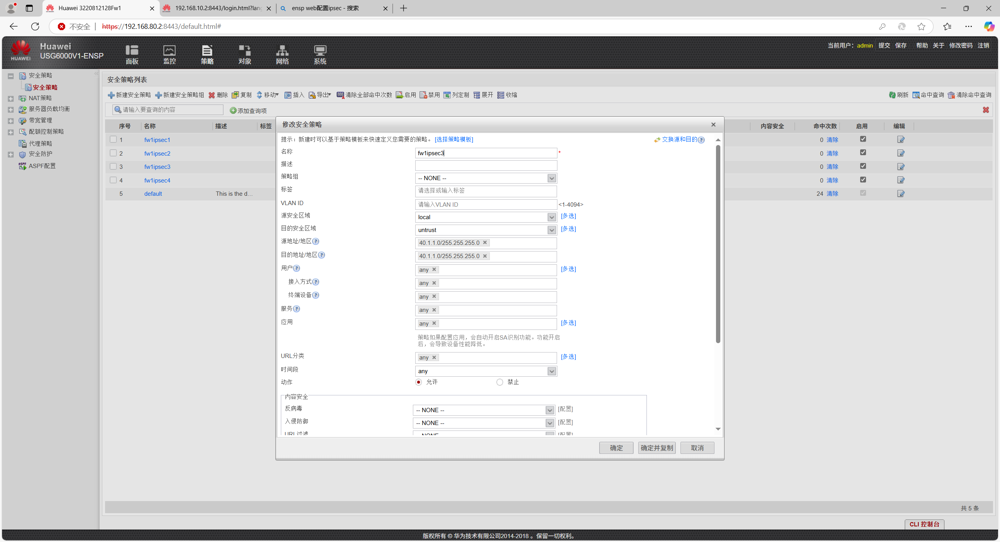 Huawei 3220812128Fw1
192.168.10.2:8443/login.html?lang
ensp web配置ipsec - 搜索
不安全 https://192.168.80.2:8443/default.html#
HUAWEI
Huawei
USG6000V1-ENSP
面板 监控 策略 对象 网络 系统
当前用户： admin 提交 保存 帮助 关于 修改密码 注销
安全策略
安全策略
NAT策略
服务器负载均衡
带宽管理
配额控制策略
代理策略
安全防护
ASPF配置
安全策略列表
新建安全策略 新建安全策略组 删除 复制 移动 插入 导出 清除全部命中次数 启用 禁用 列定制 展开 收缩 刷新 命中查询 清除命中查询
请输入要查询的内容 添加查询项
序号 名称 描述 标签 内容安全 命中次数 启用 编辑
1 fw1ipsec1 0 清除
2 fw1ipsec2 0 清除
3 fw1ipsec3 0 清除
4 fw1ipsec4 0 清除
5 default This is the d... 24 清除
修改安全策略
提示：新建时可以基于策略模板来快速定义您需要的策略。 [选择策略模板] 交换源和目的
名称 fw1ipsec3 *
描述
策略组 -- NONE --
标签 请选择或输入标签
VLAN ID 请输入VLAN ID <1-4094>
源安全区域 local [多选]
目的安全区域 untrust [多选]
源地址/地区 40.1.1.0/255.255.255.0
目的地址/地区 40.1.1.0/255.255.255.0
用户 any [多选]
接入方式 any
终端设备 any
服务 any
应用 any [多选]
策略如果配置应用，会自动开启SA识别功能。功能开启
后，会导致设备性能降低。
URL分类 any [多选]
时间段 any
动作 允许 禁止
内容安全
反病毒 -- NONE -- [配置]
入侵防御 -- NONE -- [配置]
URL过滤 -- NONE -- [配置]
确定 确定并复制 取消
共 5 条
CLI 控制台
版权所有 © 华为技术有限公司2014-2018 。保留一切权利。